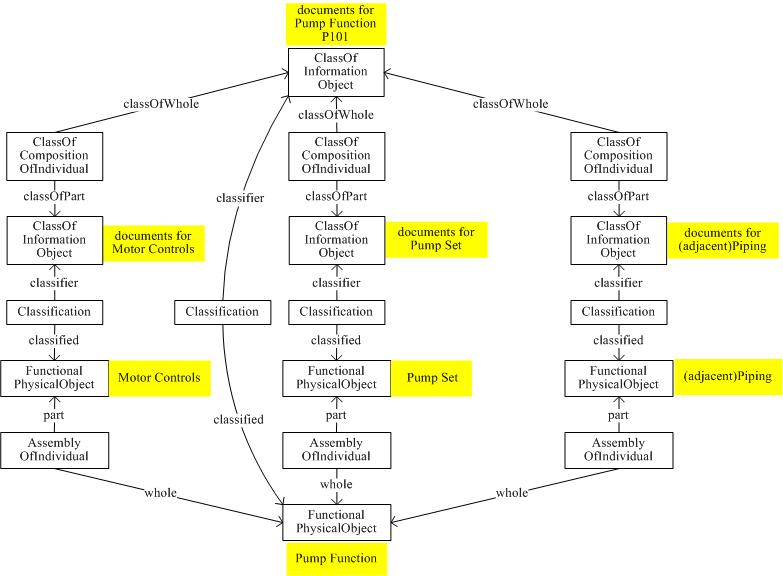 documents for
Pump Function
P101
ClassOf
Information
Object
classOfWhole
classOfWhole
classOfWhole
ClassOf
Composition
OfIndividual
ClassOf
Composition
OfIndividual
ClassOf
Composition
OfIndividual
classOfPart
classifier
classOfPart
classOfPart
ClassOf
Information
Object
documents for
Motor Controls
ClassOf
Information
Object
documents for
Pump Set
ClassOf
Information
Object
documents for
(adjacent)Piping
classifier
classifier
classifier
Classification
Classification
Classification
Classification
classified
classified
classified
Functional
PhysicalObject
Motor Controls
Functional
PhysicalObject
Pump Set
Functional
PhysicalObject
(adjacent)Piping
part
classified
part
part
Assembly
OfIndividual
Assembly
OfIndividual
Assembly
OfIndividual
whole
whole
whole
Functional
PhysicalObject
Pump Function